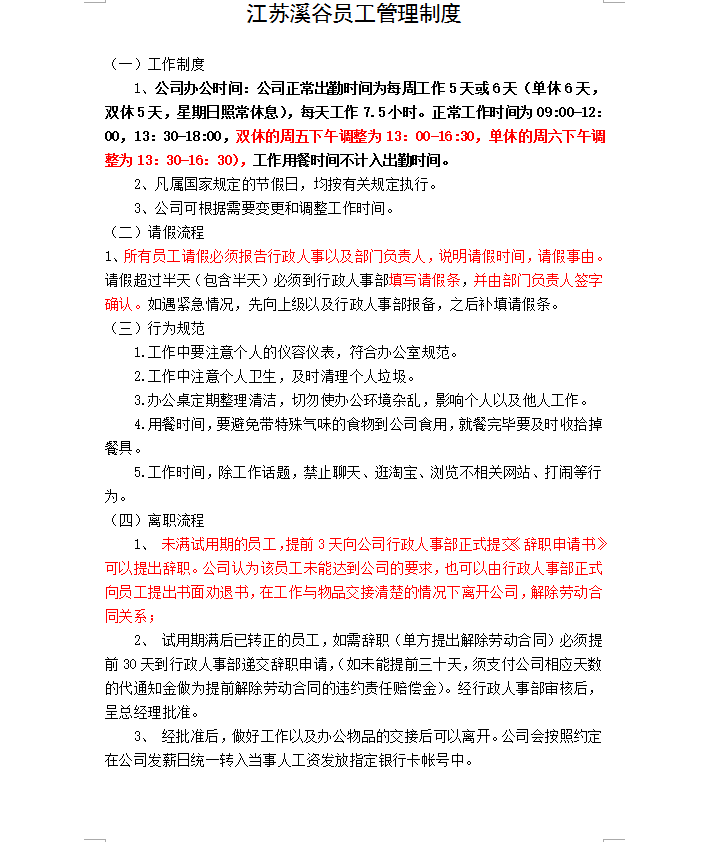 江苏溪谷员工管理制度
（一）工作制度
1、公司办公时间：公司正常出勤时间为每周工作5天或6天（单休6天，
双休5天，星期日照常休息），每天工作7.5小时。正常工作时间为09:00-12:
00，13：30-18:00，双休的周五下午调整为13：00-16:30，单休的周六下午调
整为13：30-16：30），工作用餐时间不计入出勤时间。
2、凡属国家规定的节假日，均按有关规定执行。
3、公司可根据需要变更和调整工作时间。
（二）请假流程
1、所有员工请假必须报告行政人事以及部门负责人，说明请假时间，请假事由。
请假超过半天（包含半天）必须到行政人事部填写请假条，并由部门负责人签字
确认。如遇紧急情况，先向上级以及行政人事部报备，之后补填请假条。
（三）行为规范
1.工作中要注意个人的仪容仪表，符合办公室规范。
2.工作中注意个人卫生，及时清理个人垃圾。
3.办公桌定期整理清洁，切勿使办公环境杂乱，影响个人以及他人工作。
4.用餐时间，要避免带特殊气味的食物到公司食用，就餐完毕要及时收拾掉
餐具。
5.工作时间，除工作话题，禁止聊天、逛淘宝、浏览不相关网站、打闹等行
为。
（四）离职流程
1、 未满试用期的员工，提前3天向公司行政人事部正式提交《辞职申请书》
可以提出辞职。公司认为该员工未能达到公司的要求，也可以由行政人事部正式
向员工提出书面劝退书，在工作与物品交接清楚的情况下离开公司，解除劳动合
同关系；
2、 试用期满后已转正的员工，如需辞职（单方提出解除劳动合同）必须提
前30天到行政人事部递交辞职申请，（如未能提前三十天，须支付公司相应天数
的代通知金做为提前解除劳动合同的违约责任赔偿金）。经行政人事部审核后，
呈总经理批准。
3、 经批准后，做好工作以及办公物品的交接后可以离开。公司会按照约定
在公司发薪日统一转入当事人工资发放指定银行卡帐号中。